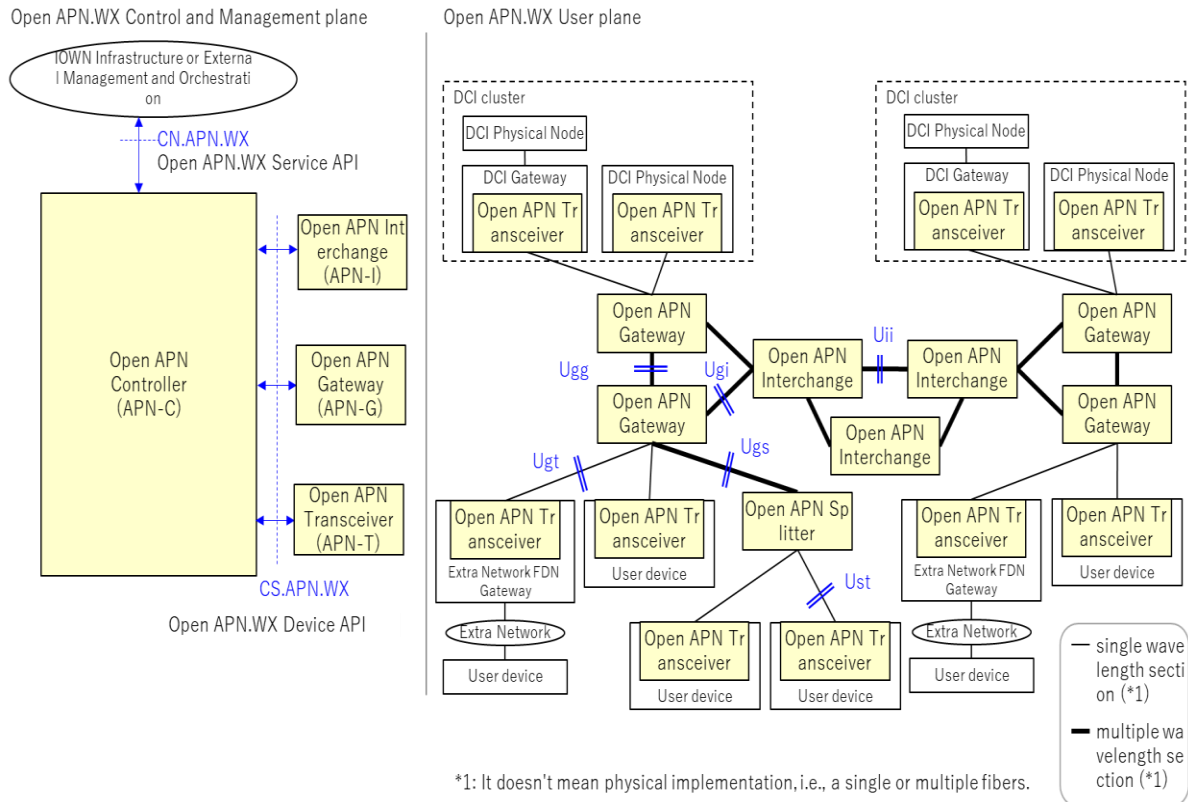 Open APN.WX Control and Management plane
IOWN Infrastructure or Externa
l Management and Orchestrati
on
CN.APN.WX
Open APN.WX Service API
Open APN
Controller
(APN-C)
Open APN Int
erchange
(APN-I)
Open APN
Gateway
(APN-G)
Open APN
Transceiver
(APN-T)
CS.APN.WX
Open APN.WX Device API
Open APN.WX User plane
DCI cluster
DCI Physical Node
DCI Gateway
Open APN Tr
ansceiver
DCI Physical Node
Open APN Tr
ansceiver
DCI cluster
DCI Physical Node
DCI Gateway
Open APN Tr
ansceiver
DCI Physical Node
Open APN Tr
ansceiver
Open APN
Gateway
Ugg
Ugi
Open APN
Gateway
Open APN
Interchange
Uii
Open APN
Interchange
Open APN
Interchange
Open APN
Gateway
Open APN
Gateway
Ugt
Ugs
Open APN Tr
ansceiver
Extra Network FDN
Gateway
Extra Network
User device
Open APN Tr
ansceiver
User device
Open APN Sp
litter
Ust
Open APN Tr
ansceiver
User device
Open APN Tr
ansceiver
User device
Open APN Tr
ansceiver
Extra Network FDN
Gateway
Extra Network
User device
Open APN Tr
ansceiver
User device
single wave
length secti
on (*1)
multiple wa
velength se
ction (*1)
*1: It doesn't mean physical implementation, i.e., a single or multiple fibers.